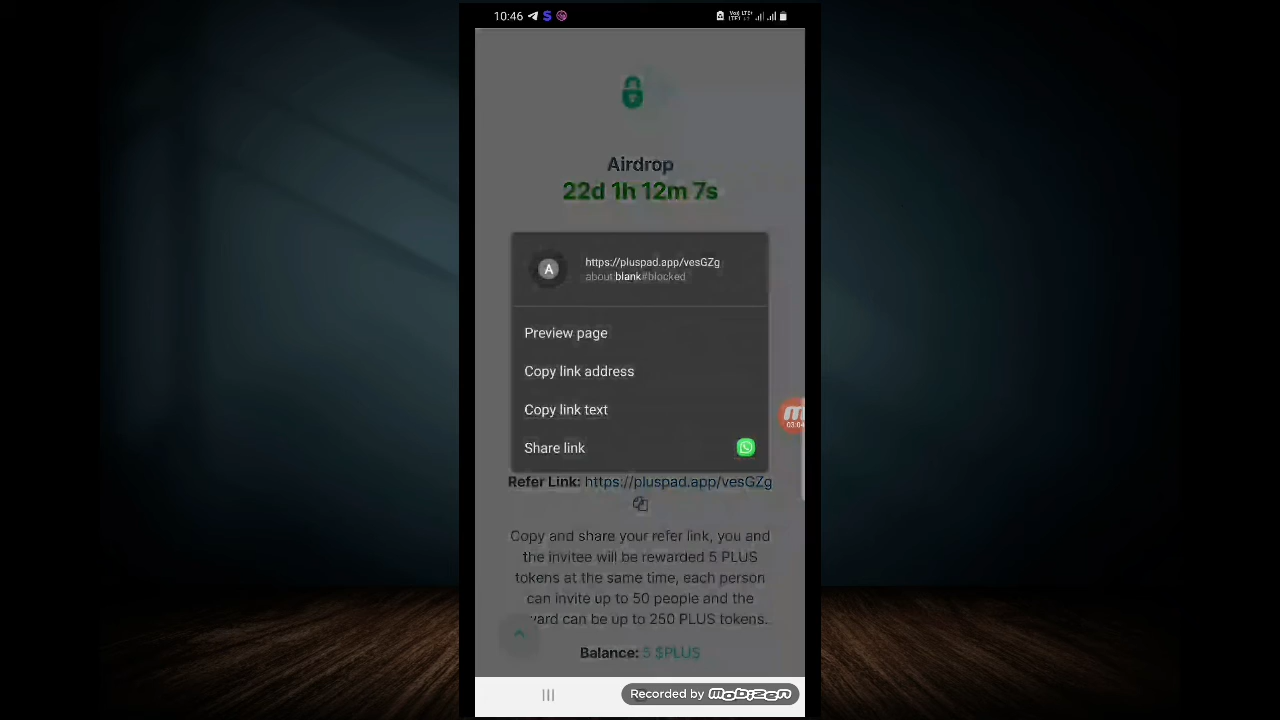 10:46
Airdrop
22d 1h 12m 7s
A
https://pluspad.app/vesGZg
about:blank#blocked
Preview page
Copy link address
Copy link text
Share link
03:04
Refer Link: https://pluspad.app/vesGZg
Copy and share your refer link, you and
the invitee will be rewarded 5 PLUS
tokens at the same time, each person
can invite up to 50 people and the
ward can be up to 250 PLUS tokens.
Balance: 5 $PLUS
Recorded by mobizen